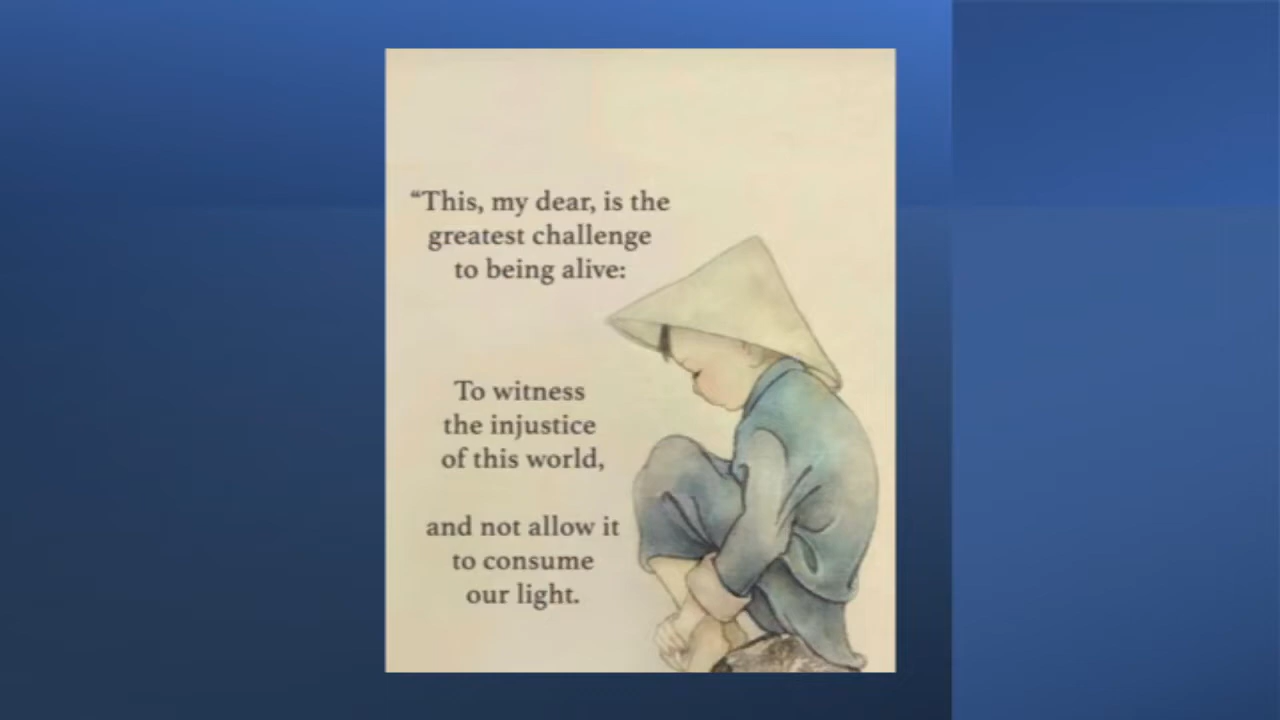 “This, my dear, is the
greatest challenge
to being alive:
To witness
the injustice
of this world,
and not allow it
to consume
our light.